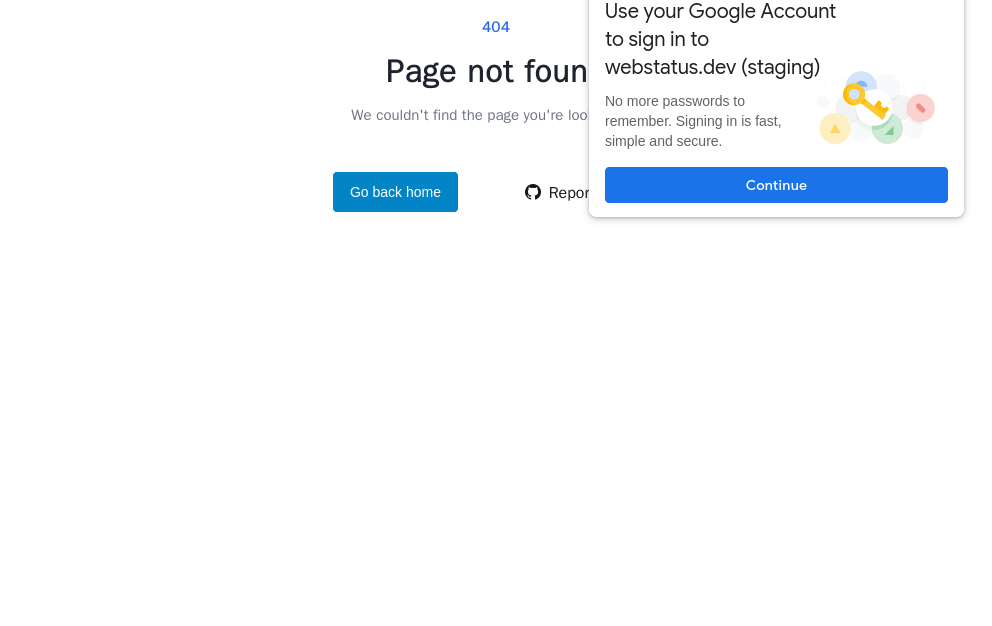 404
Page not foun
We couldn't find the page you're loo
Go back home
Repor
Use your Google Account
to sign in to
webstatus.dev (staging)
No more passwords to
remember. Signing in is fast,
simple and secure.
Continue